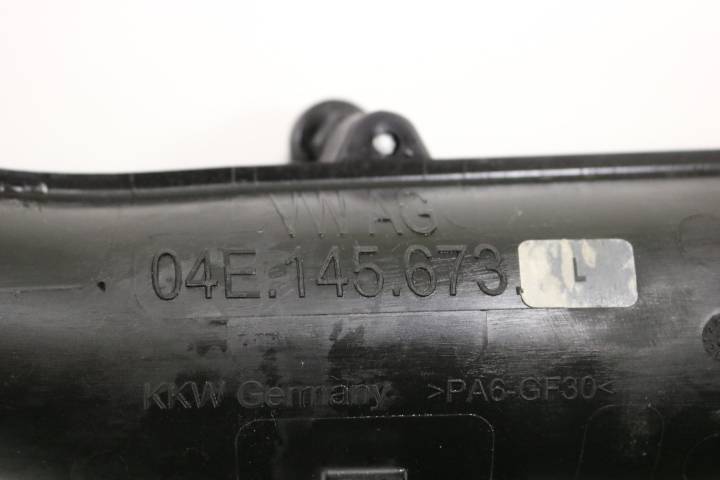 VW AG
04E.145.673. L
KKW Germany >PA6-GF30<